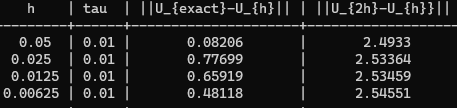 h | tau | ||U_{exact}-U_{h}|| | ||U_{2h}-U_{h}}||
0.05 | 0.01 | 0.08206 | 2.4933
0.025 | 0.01 | 0.77699 | 2.53364
0.0125 | 0.01 | 0.65919 | 2.53459
0.00625 | 0.01 | 0.48118 | 2.54551